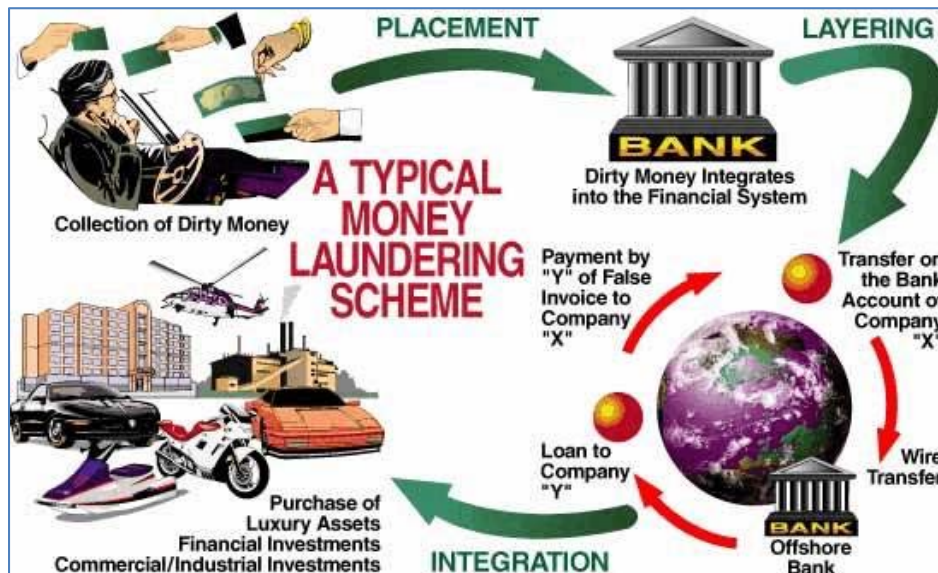 PLACEMENT
LAYERING
BANK
Dirty Money Integrates
into the Financial System
A TYPICAL
MONEY
LAUNDERING
SCHEME
Collection of Dirty Money
Payment by
"Y" of False
Invoice to
Company
"X"
Transfer on
the Bank
Account of
Company
"X"
Wire
Transfer
Loan to
Company
"Y"
BANK
Offshore
Bank
Purchase of
Luxury Assets
Financial Investments
Commercial/Industrial Investments
INTEGRATION